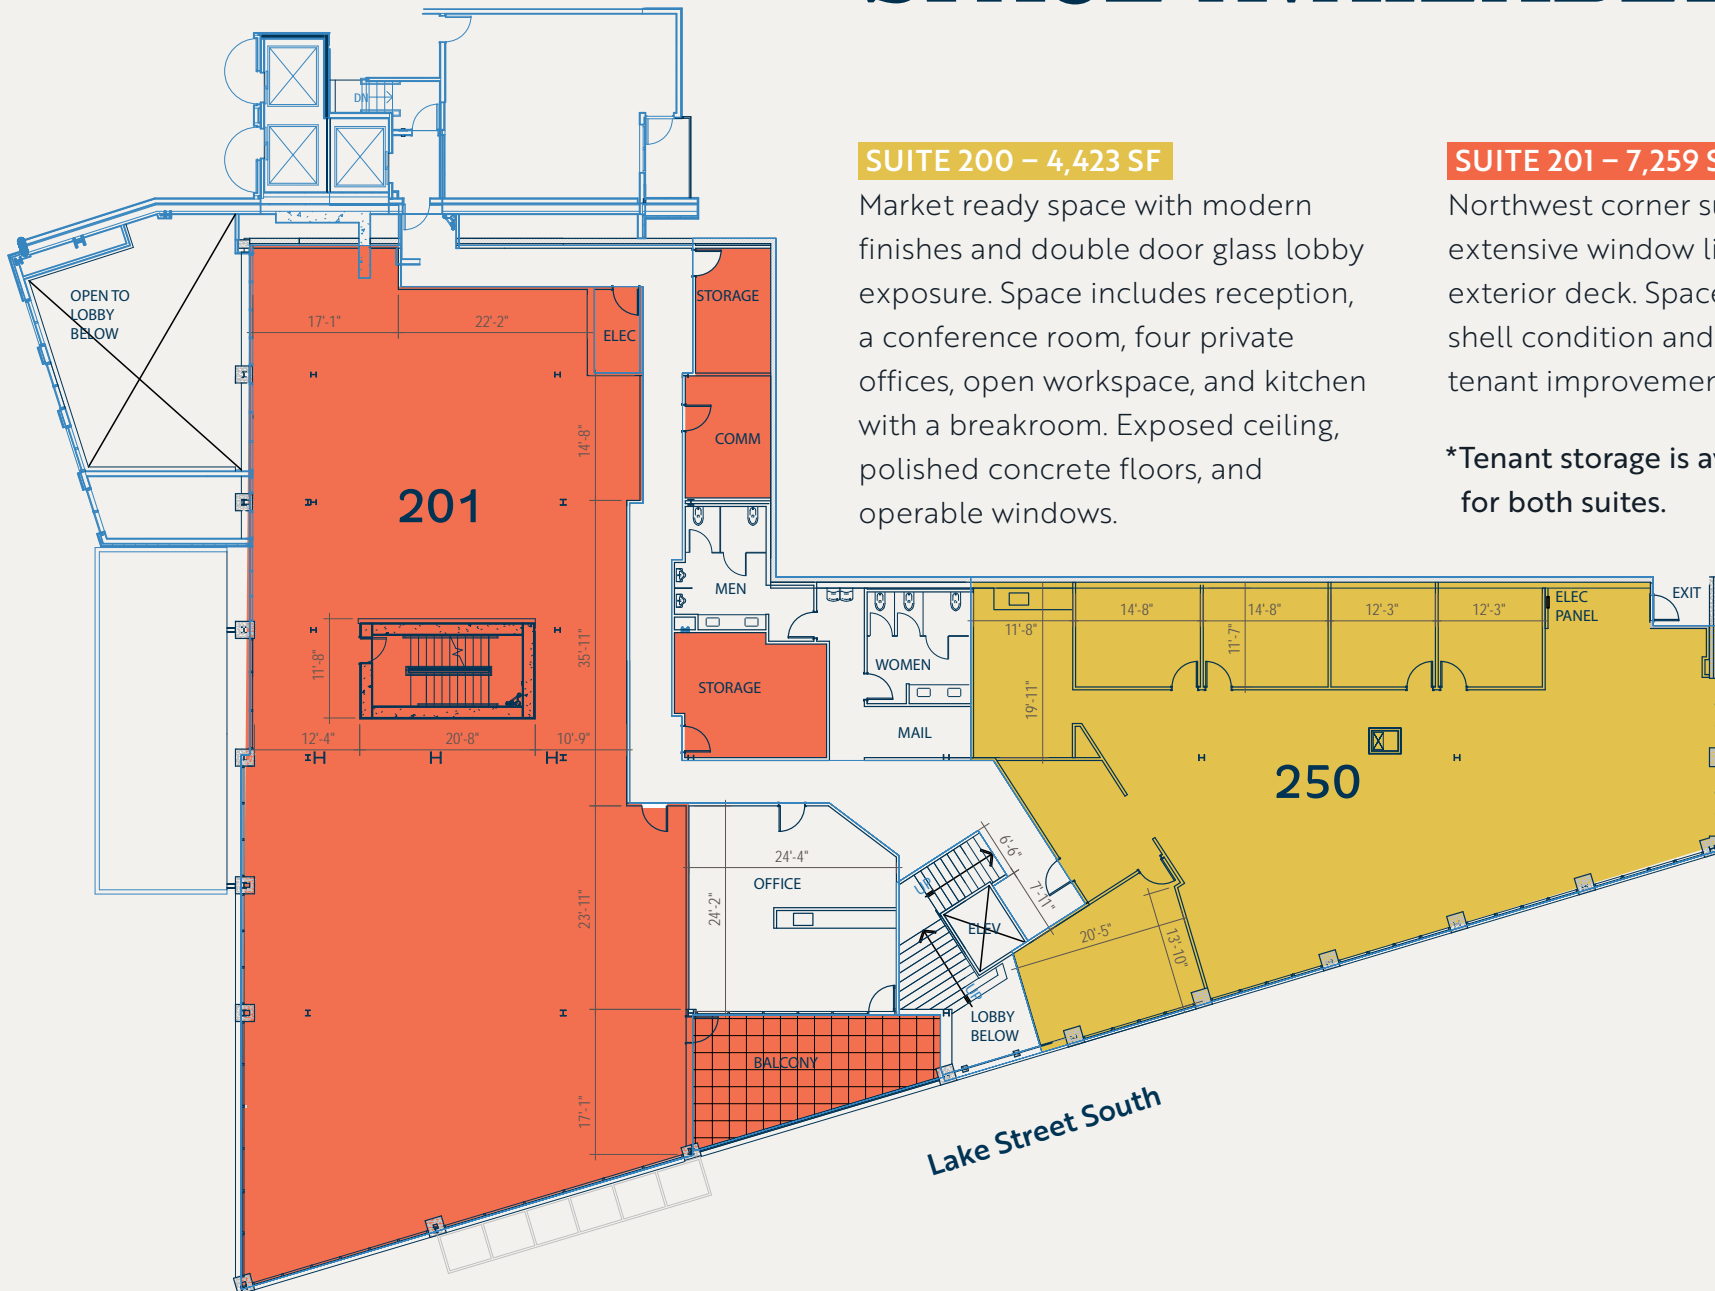 SUITE 200 – 4,423 SF
Market ready space with modern
finishes and double door glass lobby
exposure. Space includes reception,
a conference room, four private
offices, open workspace, and kitchen
with a breakroom. Exposed ceiling,
polished concrete floors, and
operable windows.
SUITE 201 – 7,259 S
Northwest corner su
extensive window li
exterior deck. Space
shell condition and
tenant improvemen
*Tenant storage is av
for both suites.
DN
OPEN TO
LOBBY
BELOW
17'-1"
22'-2"
ELEC
STORAGE
14'-8"
COMM
201
MEN
11'-8"
35'-11"
STORAGE
12'-4"
20'-8"
10'-9"
WOMEN
MAIL
11'-8"
19'-11"
14'-8"
11'-7"
14'-8"
12'-3"
12'-3"
ELEC
PANEL
EXIT
250
24'-4"
OFFICE
24'-2"
23'-11"
6'-6"
7'-11"
UP
ELEV
20'-5"
13'-10"
UP
LOBBY
BELOW
BALCONY
17'-1"
Lake Street South